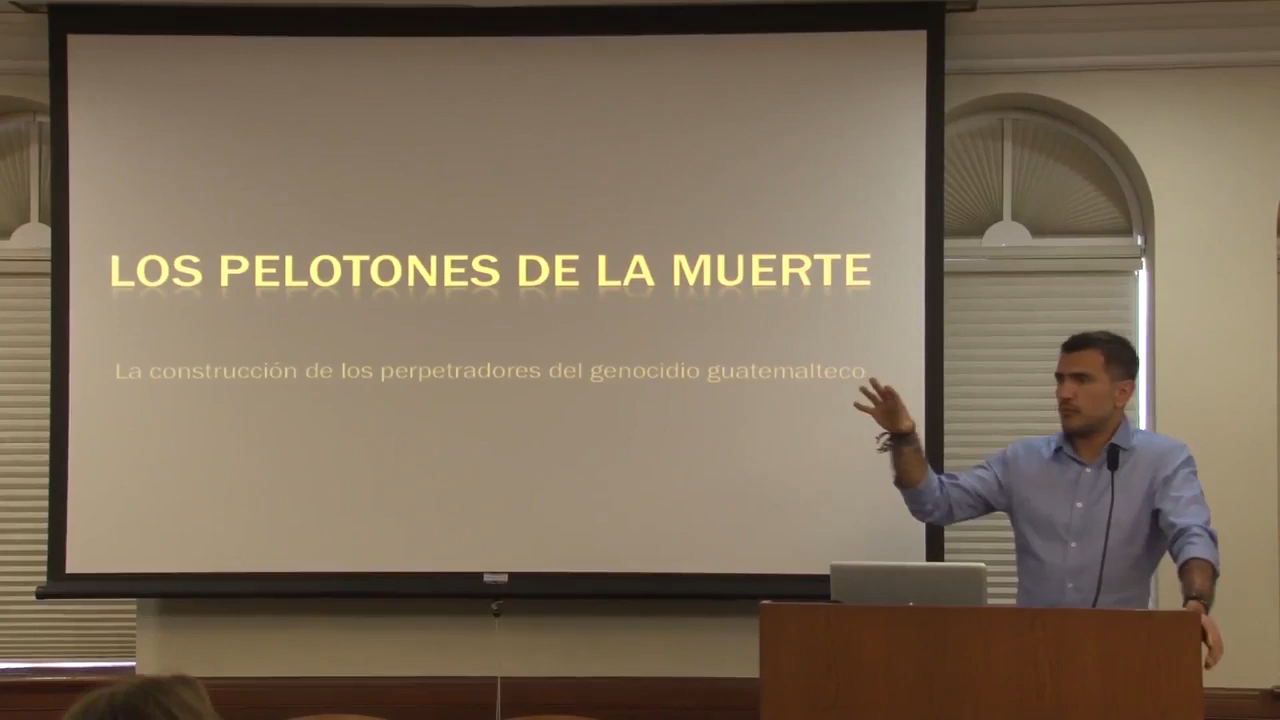 LOS PELOTONES DE LA MUERTE
La construcción de los perpetradores del genocidio guatemalteco